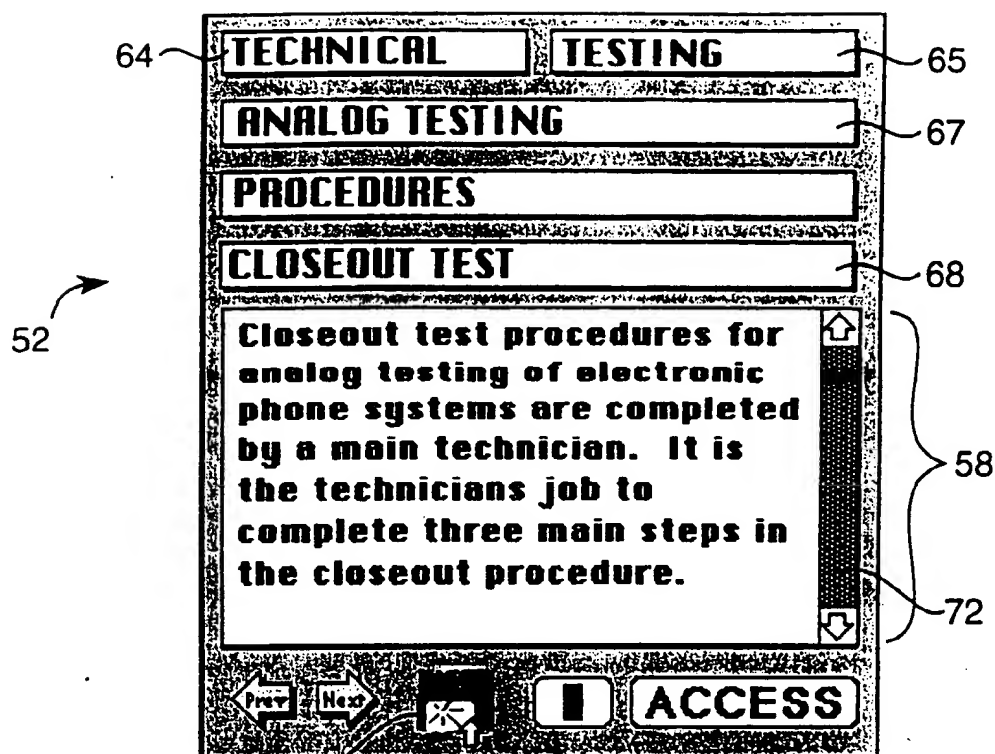 64 TECHNICAL TESTING 65
ANALOG TESTING 67
PROCEDURES
CLOSEOUT TEST 68
52
Closeout test procedures for
analog testing of electronic
phone systems are completed
by a main technician. It is
the technicians job to
complete three main steps in
the closeout procedure.
58
72
Prev Next ACCESS